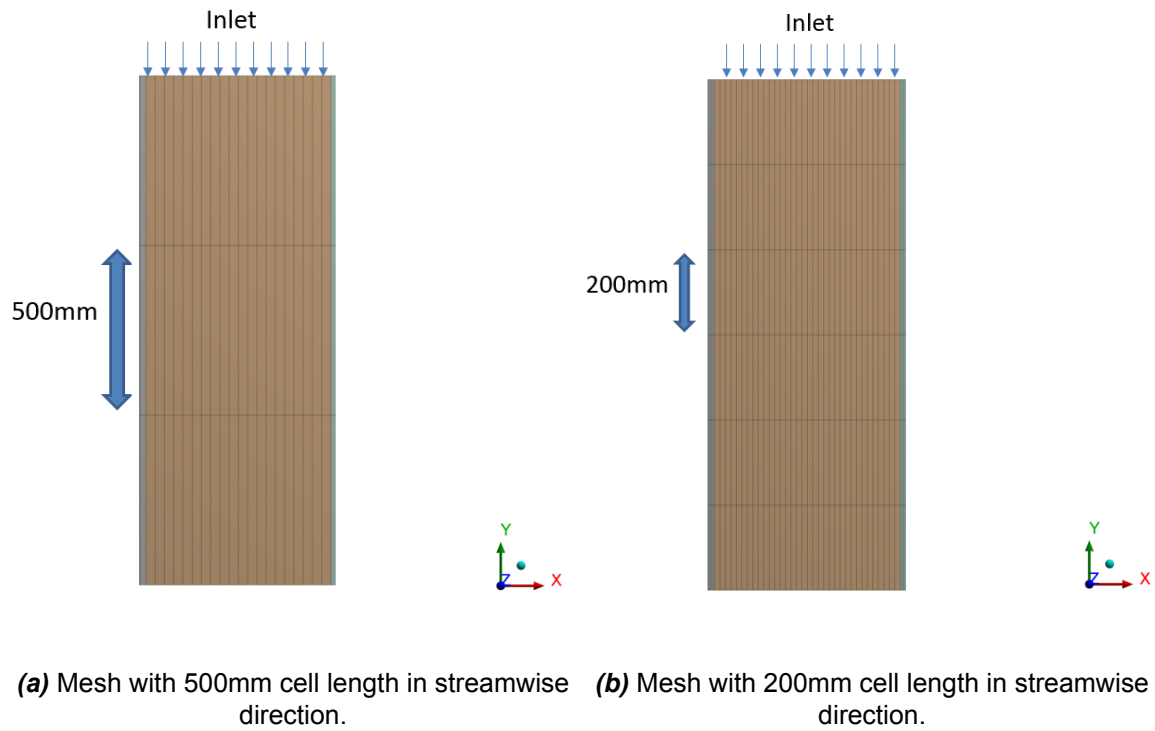 Inlet
500mm
Y
Z
X
(a) Mesh with 500mm cell length in streamwise
direction.
Inlet
200mm
Y
Z
X
(b) Mesh with 200mm cell length in streamwise
direction.